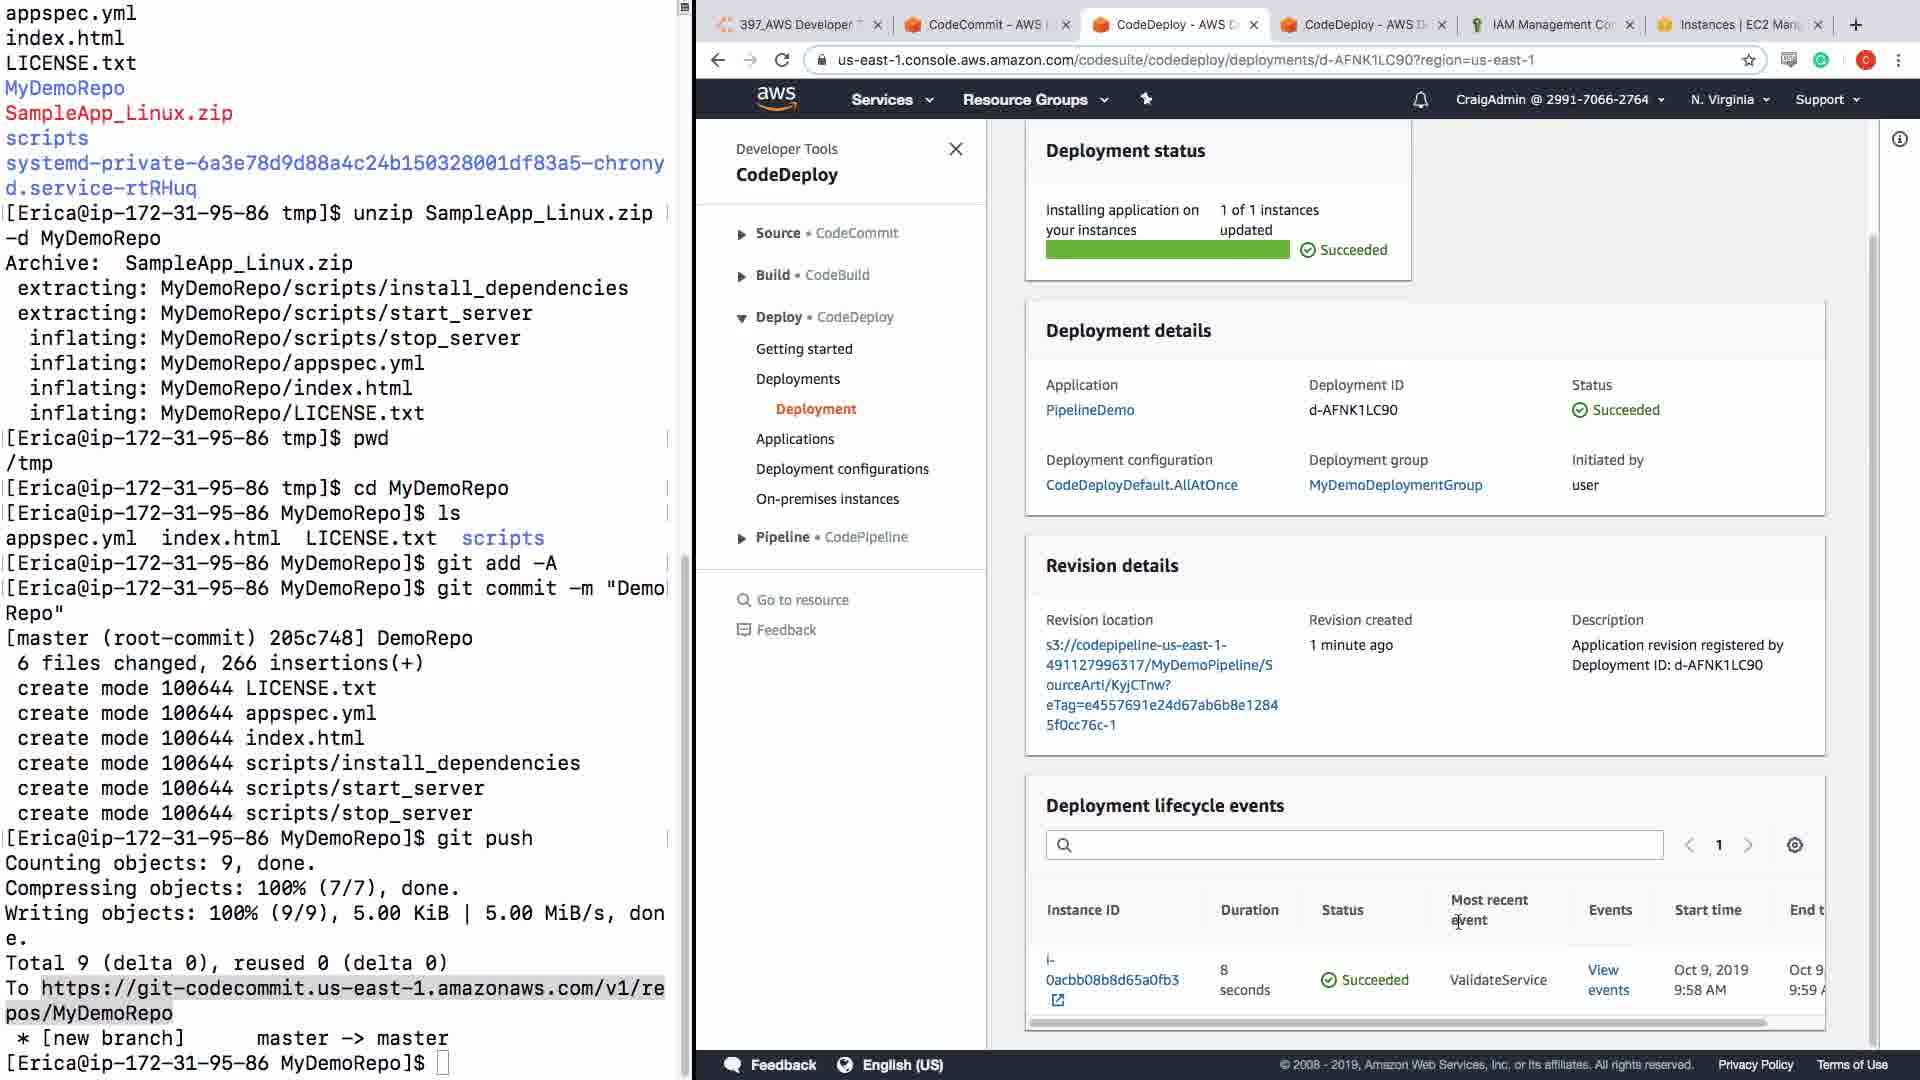 appspec.yml
index.html
LICENSE.txt
MyDemoRepo
SampleApp_Linux.zip
scripts
systemd-private-6a3e78d9d88a4c24b150328001df83a5-chrony
d.service-rtRHuq
[Erica@ip-172-31-95-86 tmp]$ unzip SampleApp_Linux.zip
-d MyDemoRepo
Archive:  SampleApp_Linux.zip
 extracting: MyDemoRepo/scripts/install_dependencies
 extracting: MyDemoRepo/scripts/start_server
  inflating: MyDemoRepo/scripts/stop_server
  inflating: MyDemoRepo/appspec.yml
  inflating: MyDemoRepo/index.html
  inflating: MyDemoRepo/LICENSE.txt
[Erica@ip-172-31-95-86 tmp]$ pwd
/tmp
[Erica@ip-172-31-95-86 tmp]$ cd MyDemoRepo
[Erica@ip-172-31-95-86 MyDemoRepo]$ ls
appspec.yml  index.html  LICENSE.txt  scripts
[Erica@ip-172-31-95-86 MyDemoRepo]$ git add -A
[Erica@ip-172-31-95-86 MyDemoRepo]$ git commit -m "Demo
Repo"
[master (root-commit) 205c748] DemoRepo
 6 files changed, 266 insertions(+)
 create mode 100644 LICENSE.txt
 create mode 100644 appspec.yml
 create mode 100644 index.html
 create mode 100644 scripts/install_dependencies
 create mode 100644 scripts/start_server
 create mode 100644 scripts/stop_server
[Erica@ip-172-31-95-86 MyDemoRepo]$ git push
Counting objects: 9, done.
Compressing objects: 100% (7/7), done.
Writing objects: 100% (9/9), 5.00 KiB | 5.00 MiB/s, don
e.
Total 9 (delta 0), reused 0 (delta 0)
To https://git-codecommit.us-east-1.amazonaws.com/v1/re
pos/MyDemoRepo
 * [new branch]      master -> master
[Erica@ip-172-31-95-86 MyDemoRepo]$
397_AWS Developer T
CodeCommit - AWS
CodeDeploy - AWS D
CodeDeploy - AWS D
IAM Management Con
Instances | EC2 Mana
us-east-1.console.aws.amazon.com/codesuite/codedeploy/deployments/d-AFNK1LC90?region=us-east-1
C
aws
Services
Resource Groups
CraigAdmin @ 2991-7066-2764
N. Virginia
Support
Developer Tools
CodeDeploy
Source • CodeCommit
Build • CodeBuild
Deploy • CodeDeploy
Getting started
Deployments
Deployment
Applications
Deployment configurations
On-premises instances
Pipeline • CodePipeline
Go to resource
Feedback
Deployment status
Installing application on
your instances
1 of 1 instances
updated
Succeeded
Deployment details
Application
PipelineDemo
Deployment ID
d-AFNK1LC90
Status
Succeeded
Deployment configuration
CodeDeployDefault.AllAtOnce
Deployment group
MyDemoDeploymentGroup
Initiated by
user
Revision details
Revision location
s3://codepipeline-us-east-1-
491127996317/MyDemoPipeline/S
ourceArti/KyjCTnw?
eTag=e4557691e24d67ab6b8e1284
5f0cc76c-1
Revision created
1 minute ago
Description
Application revision registered by
Deployment ID: d-AFNK1LC90
Deployment lifecycle events
1
Instance ID
Duration
Status
Most recent
event
Events
Start time
End t
i-
0acbb08b8d65a0fb3
8
seconds
Succeeded
ValidateService
View
events
Oct 9, 2019
9:58 AM
Oct 9
9:59 A
Feedback
English (US)
© 2008 - 2019, Amazon Web Services, Inc. or its affiliates. All rights reserved.
Privacy Policy
Terms of Use